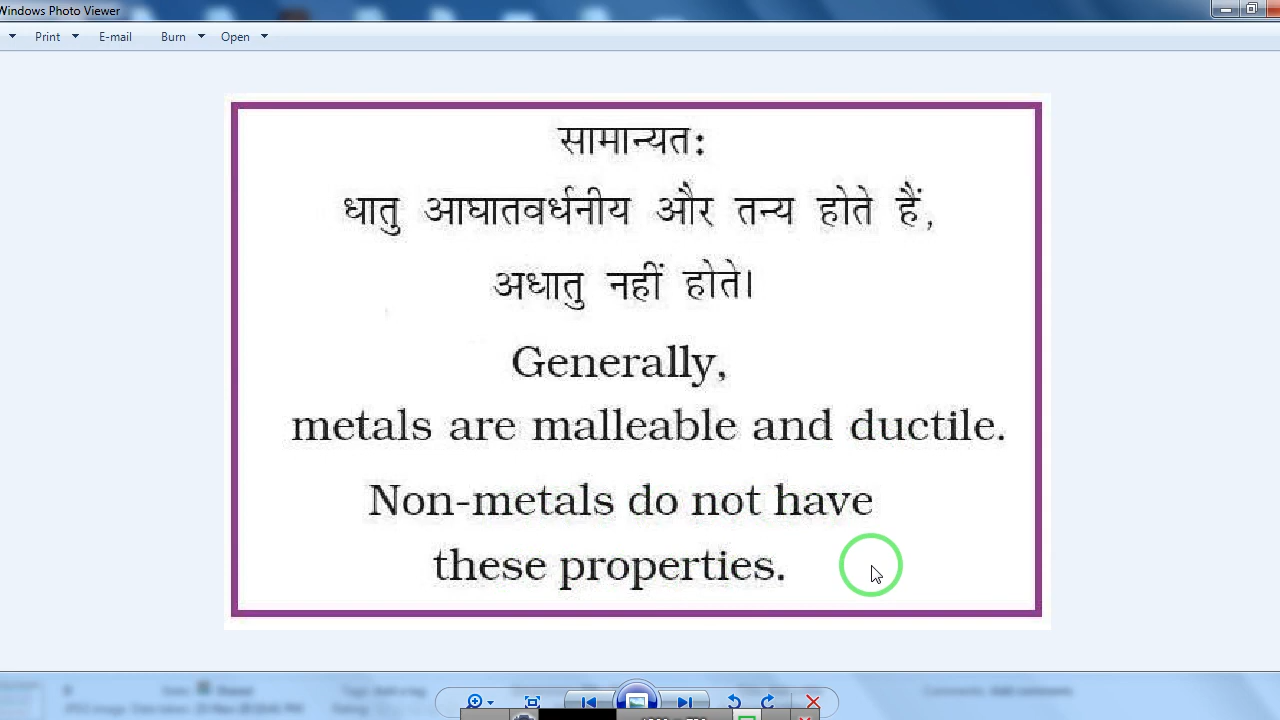 Windows Photo Viewer
Print E-mail Burn Open
सामान्यतः
धातु आघातवर्धनीय और तन्य होते हैं,
अधातु नहीं होते।
Generally,
metals are malleable and ductile.
Non-metals do not have
these properties.